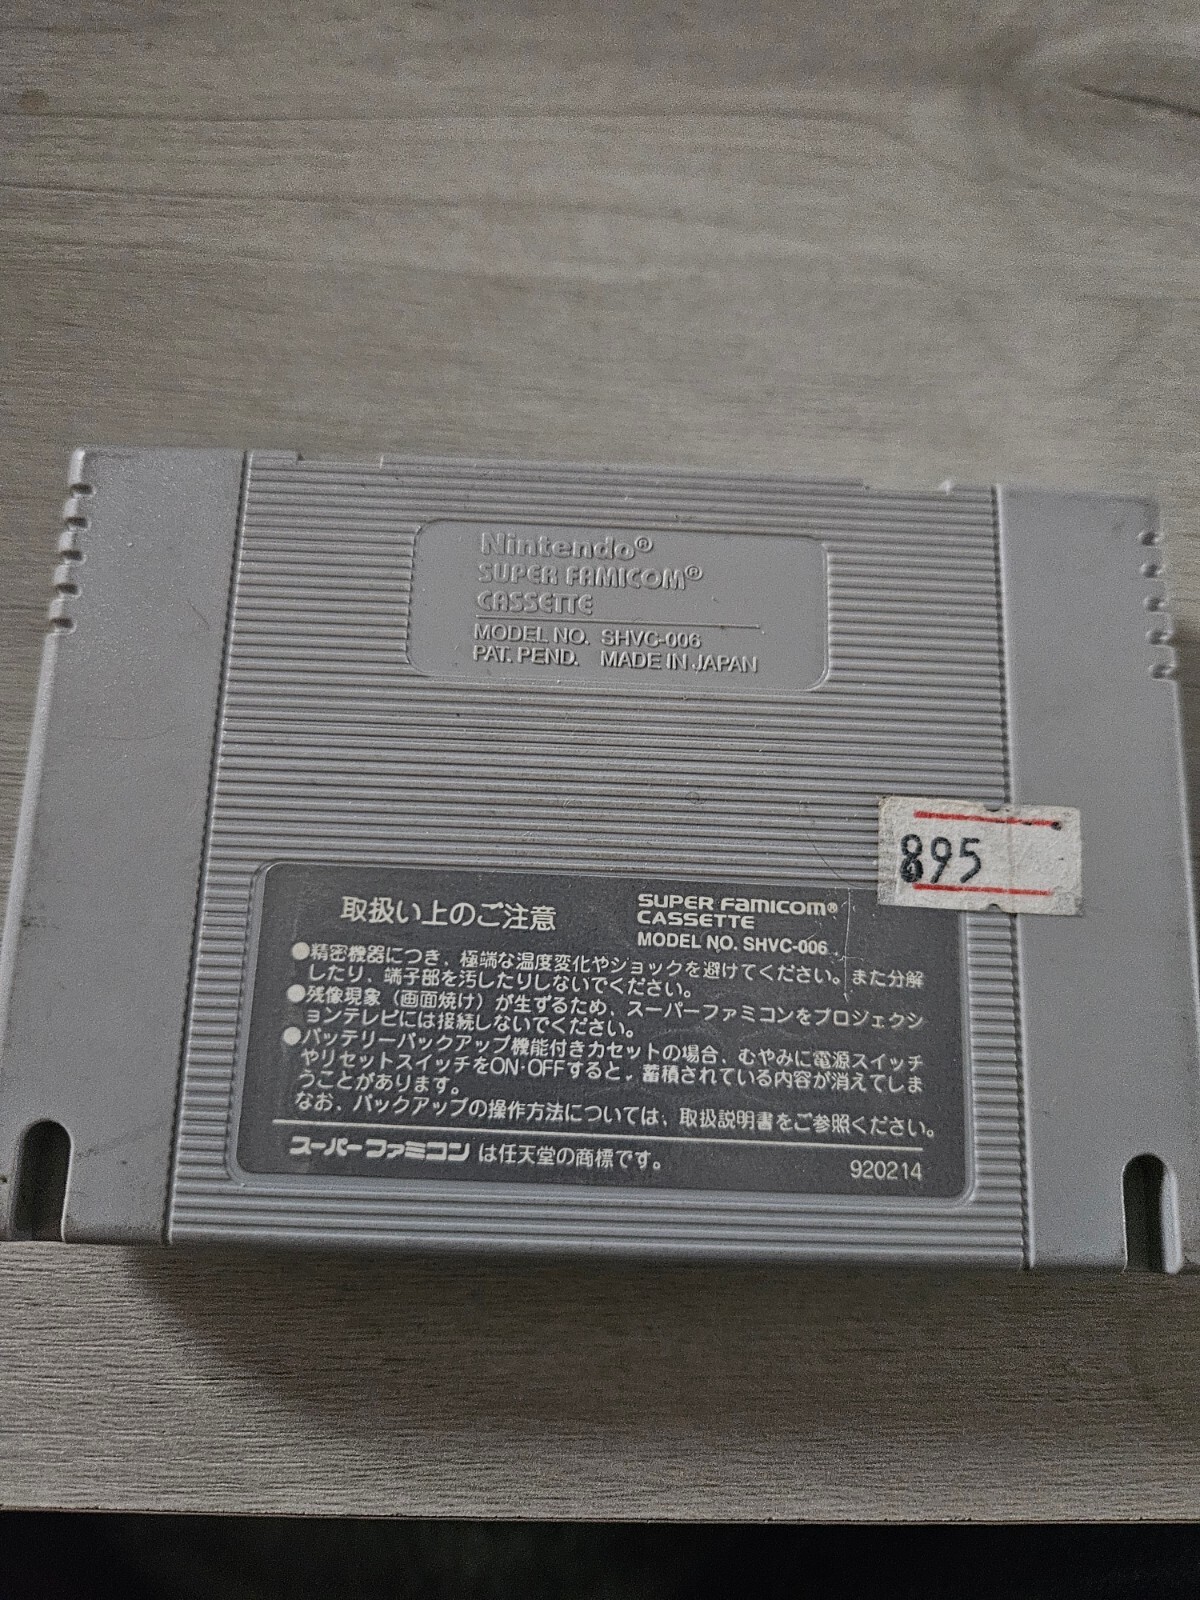 Nintendo®
SUPER FAMICOM®
CASSETTE
MODEL NO. SHVC-006
PAT. PEND. MADE IN JAPAN
895
取扱い上のご注意
SUPER FAMICOM®
CASSETTE
MODEL NO. SHVC-006
●精密機器につき、極端な温度変化やショックを避けてください。また分解
したり、端子部を汚したりしないでください。
●残像現象（画面焼け）が生ずるため、スーパーファミコンをプロジェクシ
ョンテレビには接続しないでください。
●バッテリーバックアップ機能付きカセットの場合、むやみに電源スイッチ
やリセットスイッチをON·OFFすると、蓄積されている内容が消えてしま
うことがあります。
なお、バックアップの操作方法については、取扱説明書をご参照ください。
スーパーファミコン は任天堂の商標です。
920214